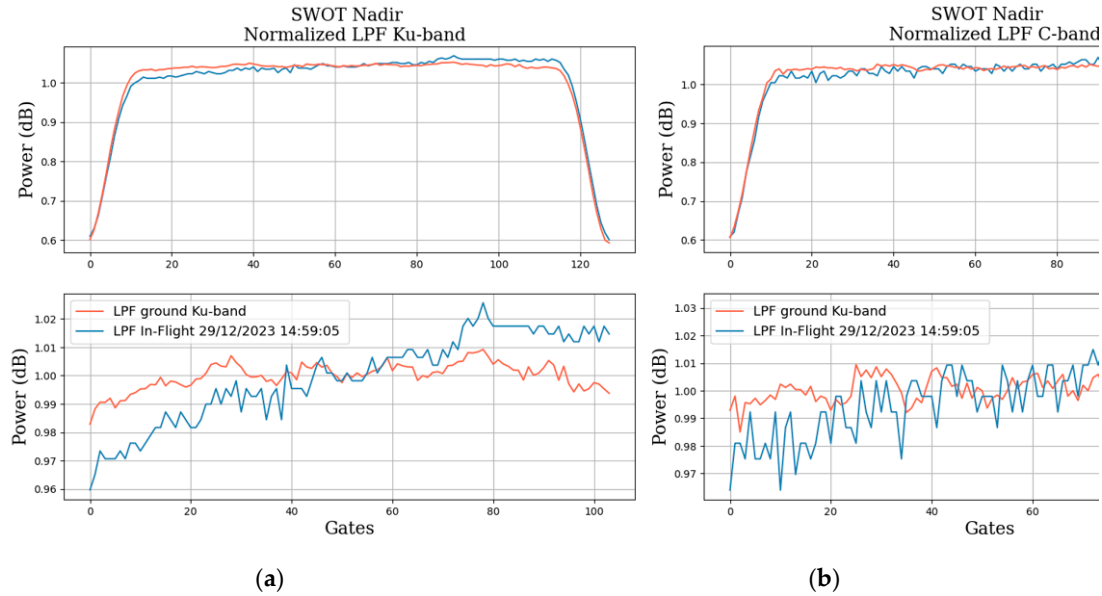 SWOT Nadir
Normalized LPF Ku-band
Power (dB)
1.0
0.9
0.8
0.7
0.6
0 20 40 60 80 100 120
LPF ground Ku-band
LPF In-Flight 29/12/2023 14:59:05
Power (dB)
1.02
1.01
1.00
0.99
0.98
0.97
0.96
0 20 40 60 80 100
Gates
(a)
SWOT Nadir
Normalized LPF C-band
Power (dB)
1.0
0.9
0.8
0.7
0.6
0 20 40 60 80
LPF ground Ku-band
LPF In-Flight 29/12/2023 14:59:05
Power (dB)
1.03
1.02
1.01
1.00
0.99
0.98
0.97
0 20 40 60
Gates
(b)